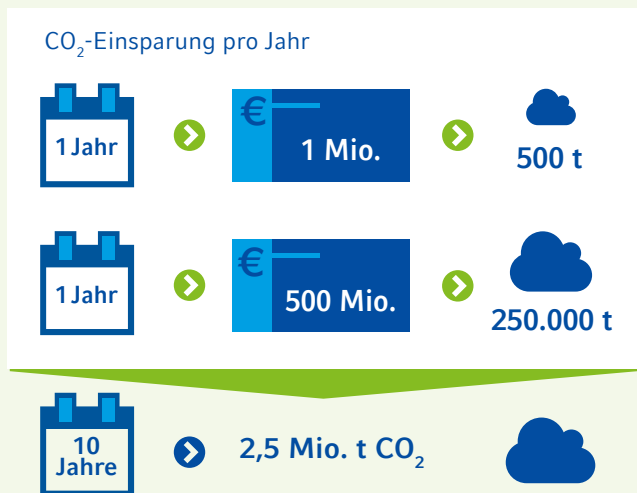 CO₂-Einsparung pro Jahr
1 Jahr
€
1 Mio.
500 t
1 Jahr
€
500 Mio.
250.000 t
10
Jahre
2,5 Mio. t CO₂